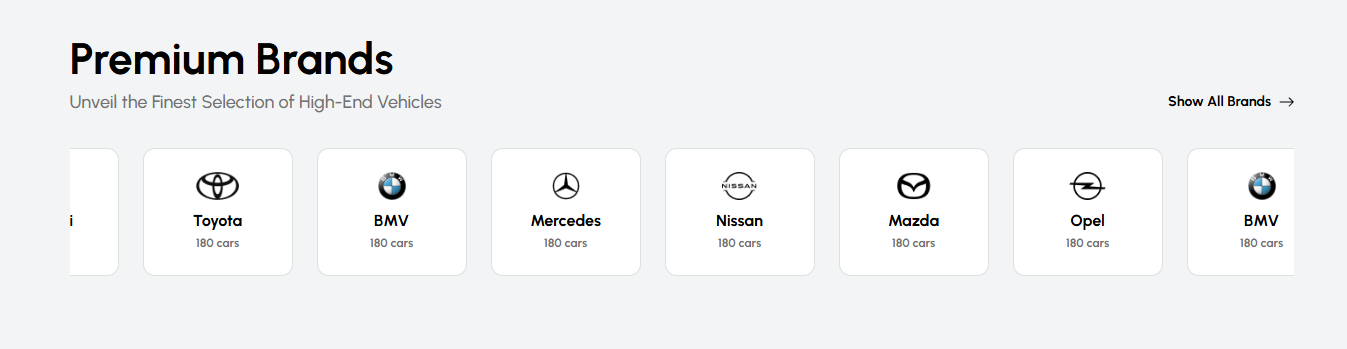 Premium Brands
Unveil the Finest Selection of High-End Vehicles
Show All Brands
i
Toyota
180 cars
BMV
180 cars
Mercedes
180 cars
NISSAN
Nissan
180 cars
Mazda
180 cars
Opel
180 cars
BMV
180 cars